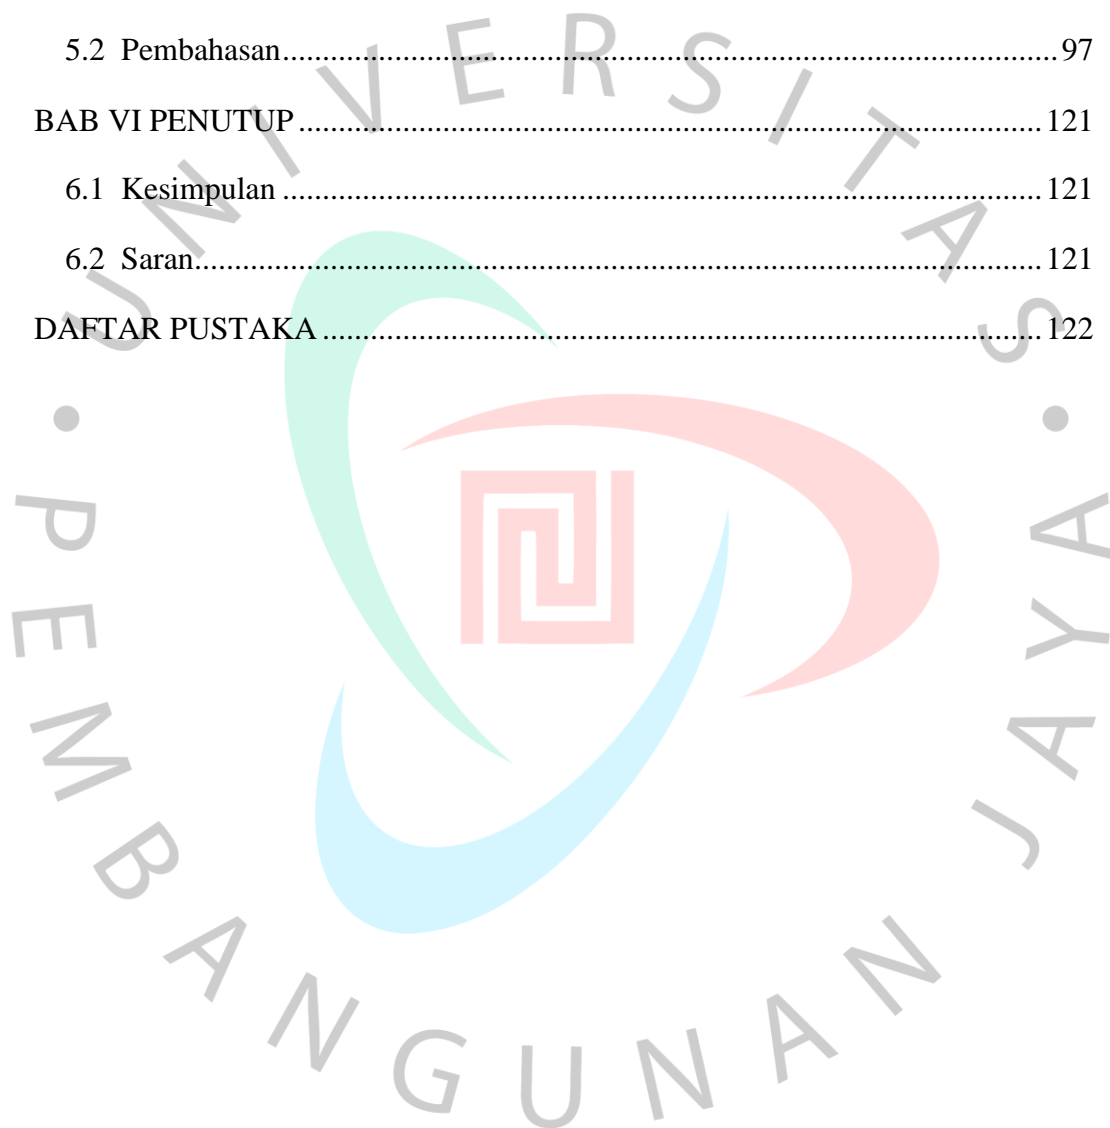 5.2 Pembahasan.................................................................................................97
BAB VI PENUTUP............................................................................................. 121
6.1 Kesimpulan ............................................................................................... 121
6.2 Saran.......................................................................................................... 121
DAFTAR PUSTAKA.......................................................................................... 122
UNIVERSITAS • PEMBANGUNAN JAYA •